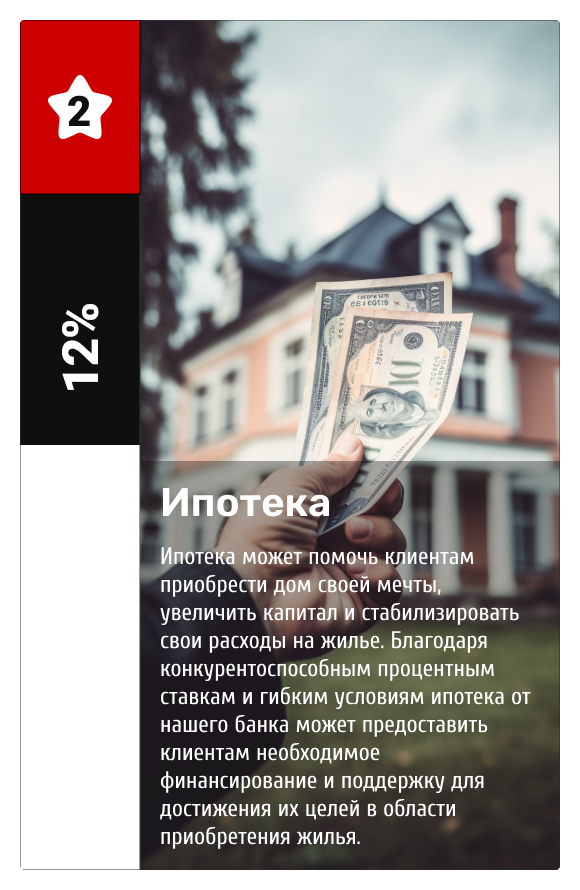 2
12%
Ипотека
Ипотека может помочь клиентам
приобрести дом своей мечты,
увеличить капитал и стабилизировать
свои расходы на жилье. Благодаря
конкурентоспособным процентным
ставкам и гибким условиям ипотека от
нашего банка может предоставить
клиентам необходимое
финансирование и поддержку для
достижения их целей в области
приобретения жилья.